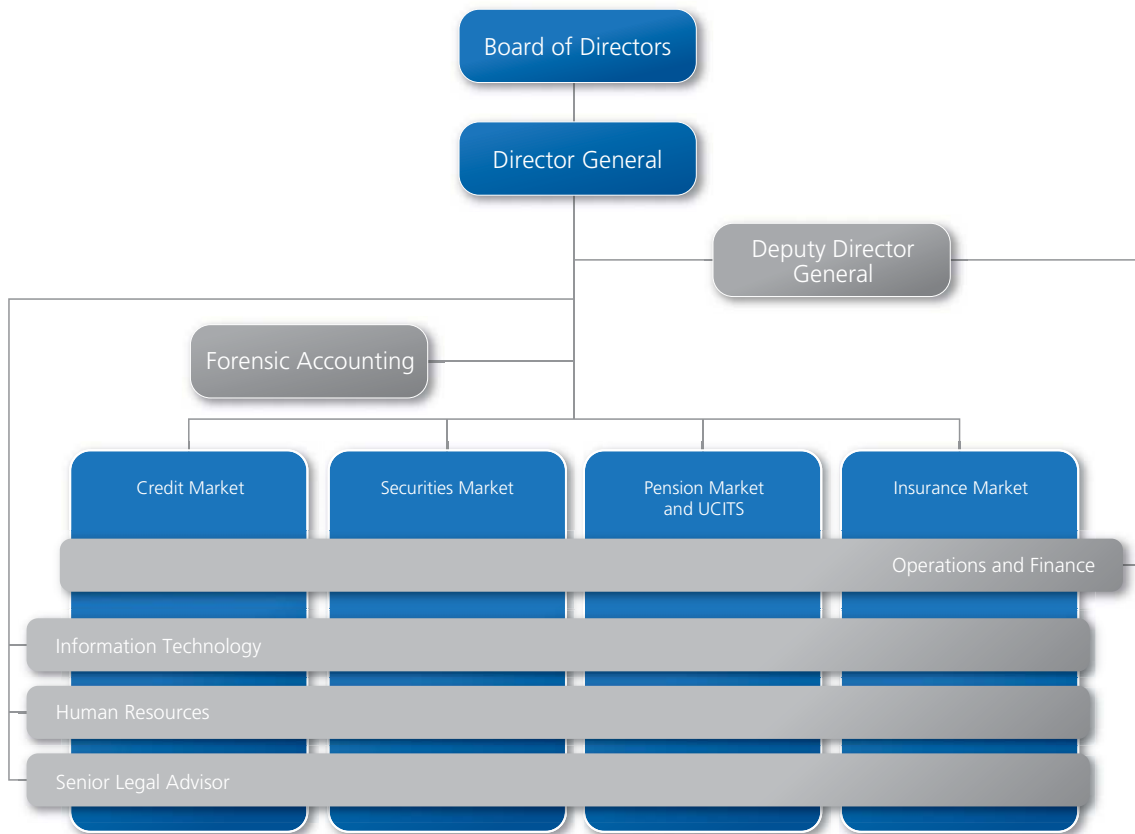 Board of Directors
Director General
Deputy Director
General
Forensic Accounting
Credit Market
Securities Market
Pension Market
and UCITS
Insurance Market
Operations and Finance
Information Technology
Human Resources
Senior Legal Advisor